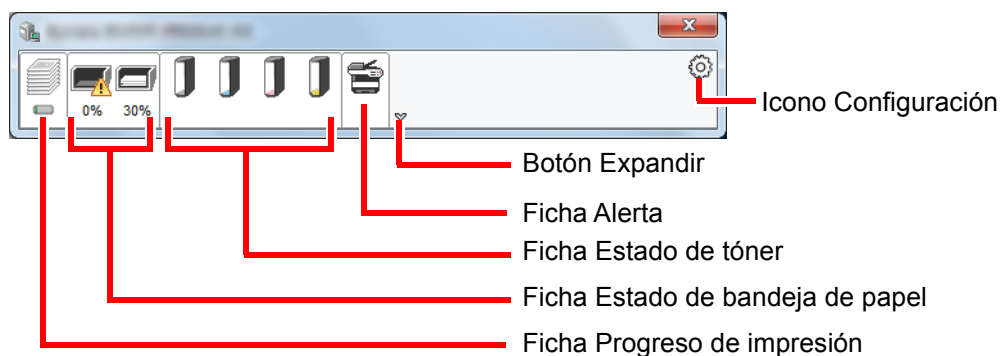 0% 30%
Icono Configuración
Botón Expandir
Ficha Alerta
Ficha Estado de tóner
Ficha Estado de bandeja de papel
Ficha Progreso de impresión